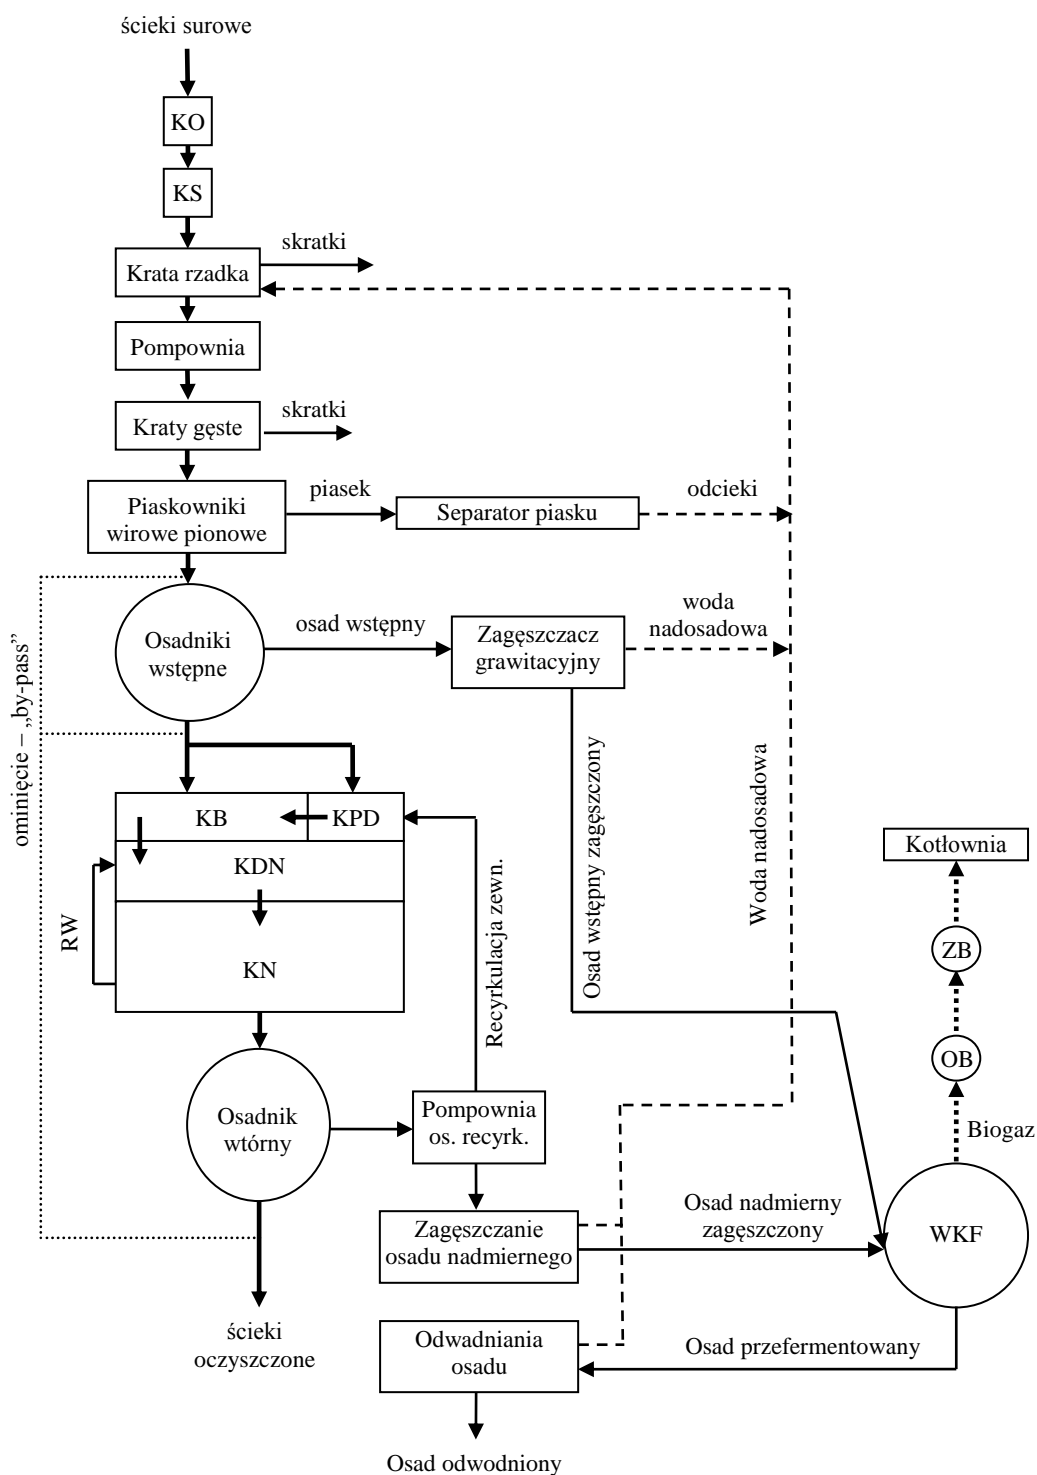 ścieki surowe
KO
KS
skratki
Krata rzadka
Pompownia
skratki
Kraty gęste
piasek
odcieki
Piaskowniki
wirowe pionowe
Separator piasku
ominięcie – „by-pass”
Osadniki
wstępne
osad wstępny
Zagęszczacz
grawitacyjny
woda
nadosadowa
Osad wstępny zagęszczony
Woda nadosadowa
KB
KPD
KDN
KN
RW
Recyrkulacja zewn.
Kotłownia
ZB
OB
Biogaz
Osadnik
wtórny
Pompownia
os. recyrk.
Zagęszczanie
osadu nadmiernego
Osad nadmierny
zagęszczony
WKF
ścieki
oczyszczone
Odwadniania
osadu
Osad przefermentowany
Osad odwodniony